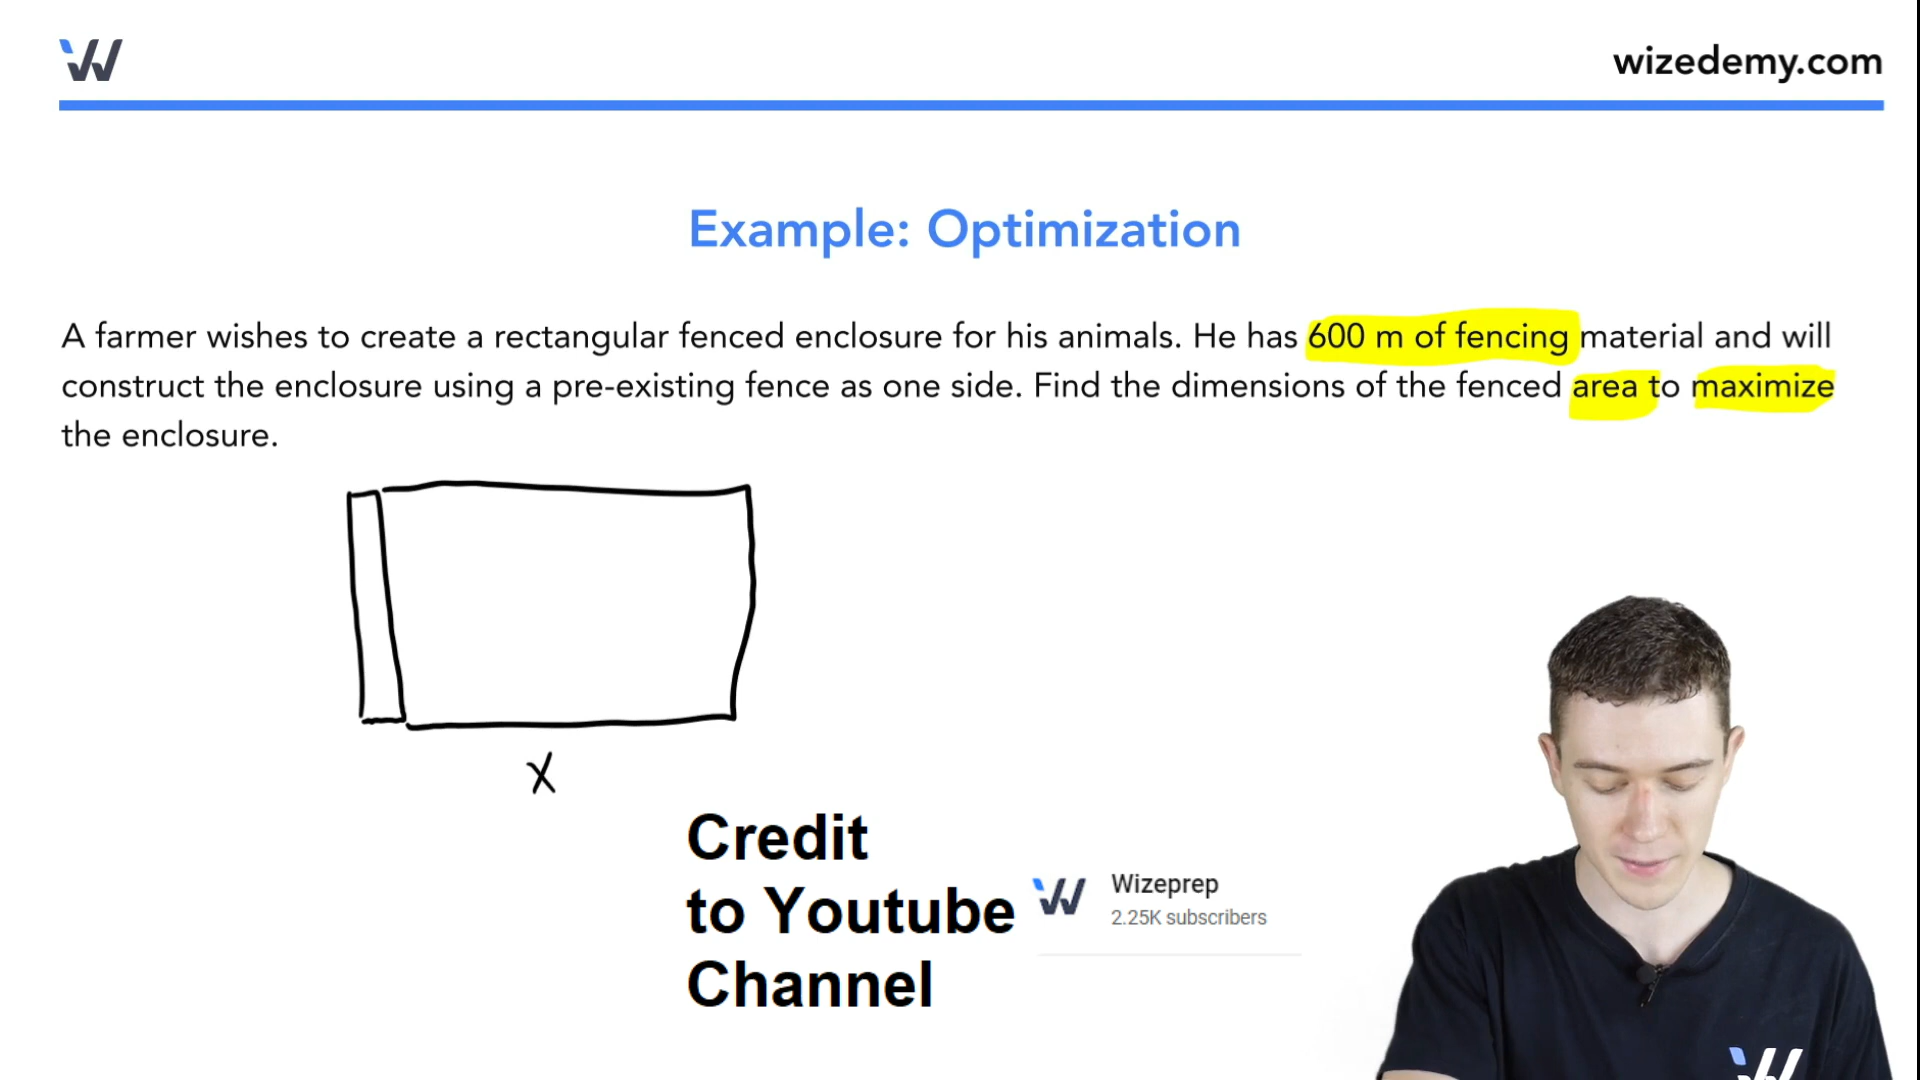 wizedemy.com
Example: Optimization
A farmer wishes to create a rectangular fenced enclosure for his animals. He has 600 m of fencing material and will
construct the enclosure using a pre-existing fence as one side. Find the dimensions of the fenced area to maximize
the enclosure.
X
Credit
to Youtube
Channel
Wizeprep
2.25K subscribers